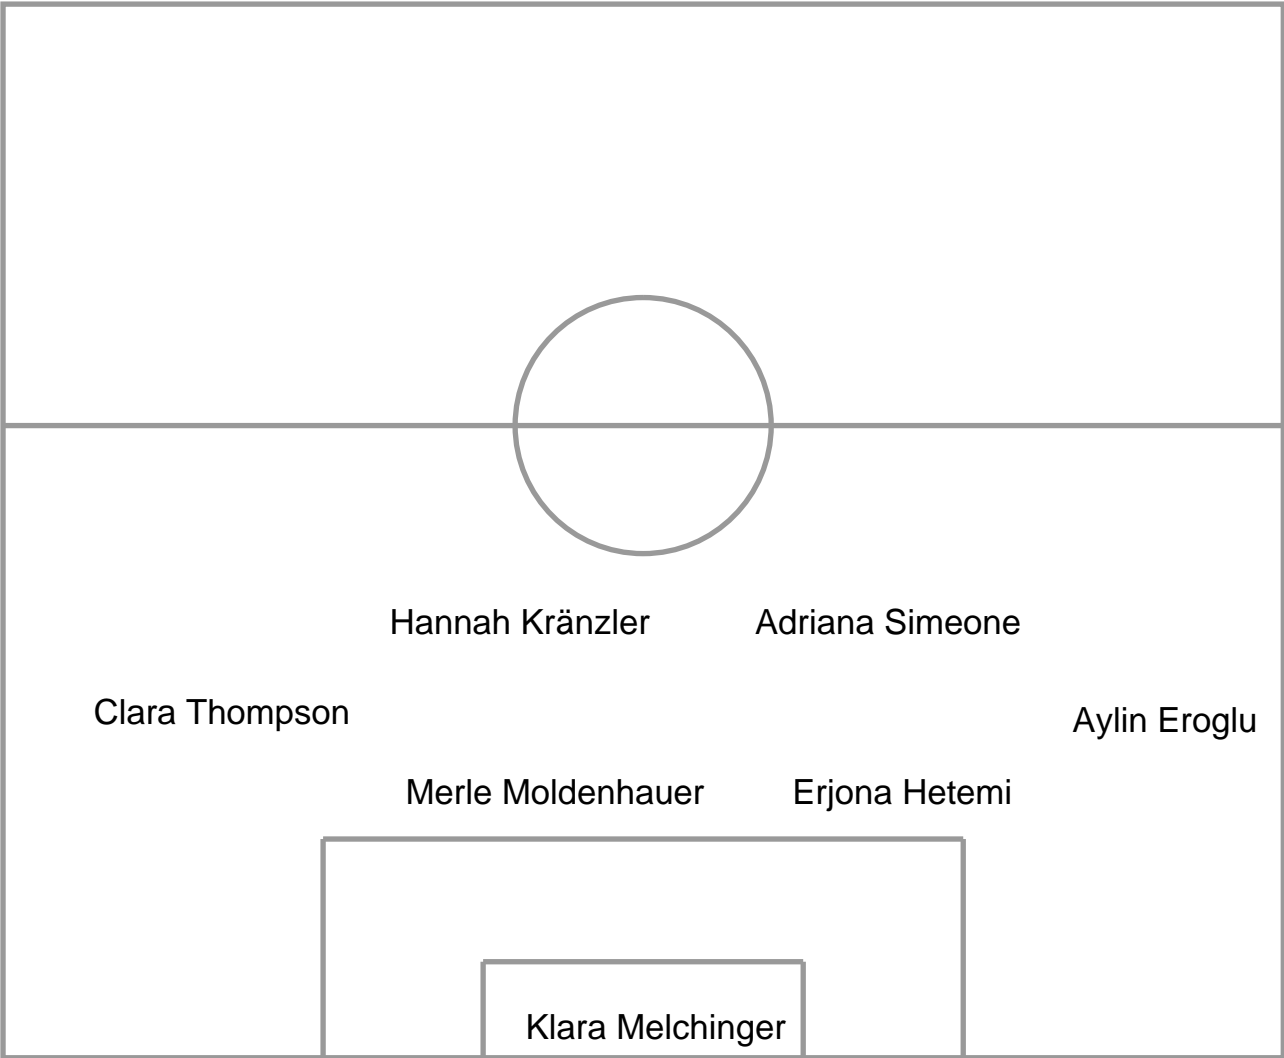 Hannah Kränzler
Adriana Simeone
Clara Thompson
Aylin Eroglu
Merle Moldenhauer
Erjona Hetemi
Klara Melchinger